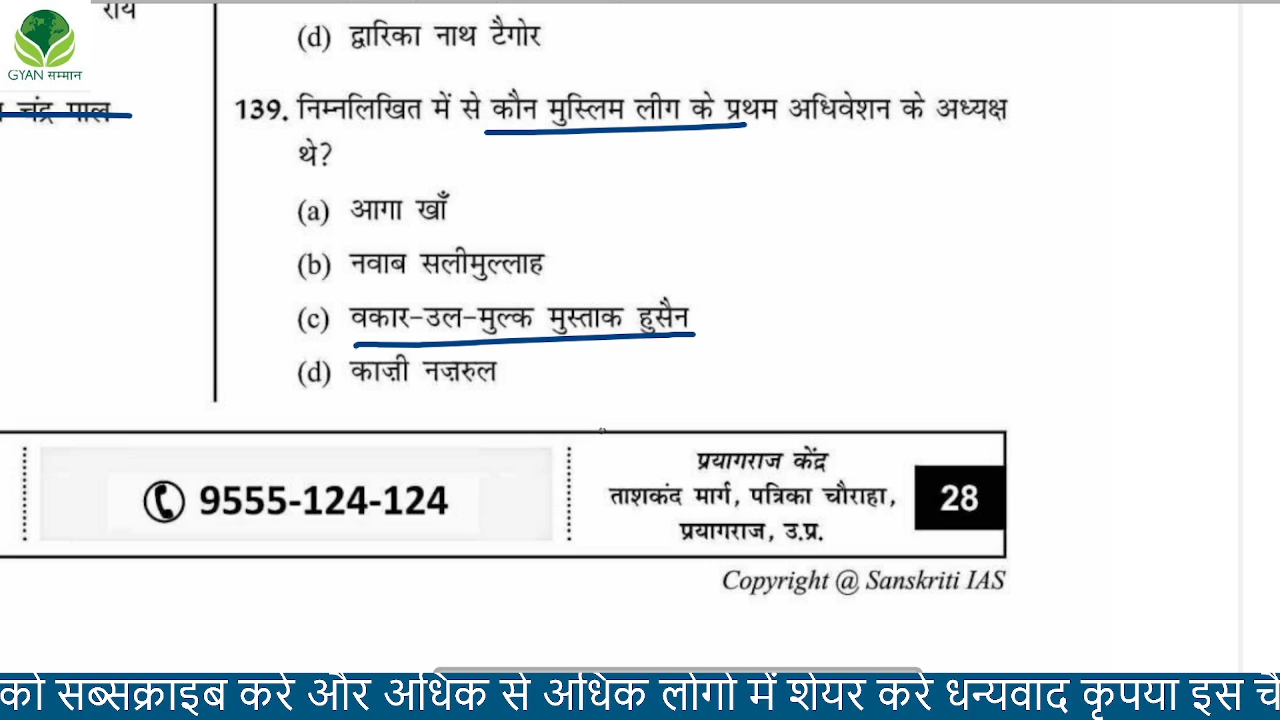 राय
GYAN सम्मान
चंद्र पाल
(d) द्वारिका नाथ टैगोर
139. निम्नलिखित में से कौन मुस्लिम लीग के प्रथम अधिवेशन के अध्यक्ष
थे?
(a) आगा खाँ
(b) नवाब सलीमुल्लाह
(c) वकार-उल-मुल्क मुस्ताक हुसैन
(d) काज़ी नज़रुल
9555-124-124
प्रयागराज केंद्र
ताशकंद मार्ग, पत्रिका चौराहा,
प्रयागराज, उ.प्र.
28
Copyright @ Sanskriti IAS
को सब्सक्राइब करे और अधिक से अधिक लोगो में शेयर करे धन्यवाद कृपया इस